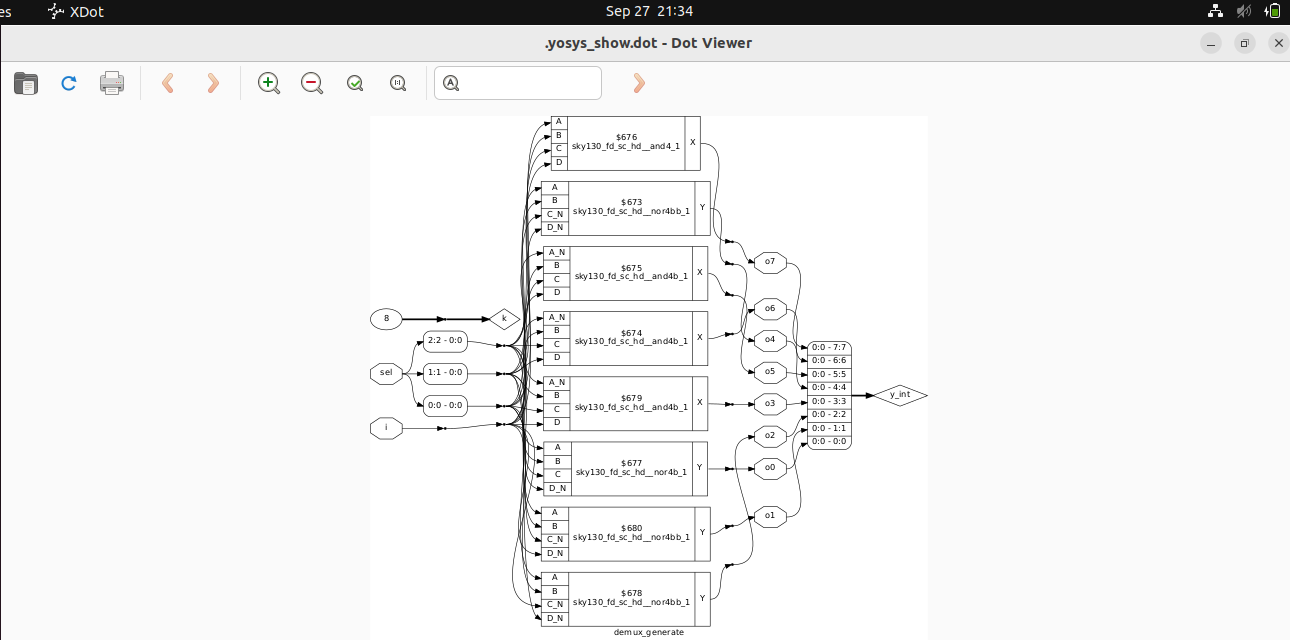 es XDot Sep 27 21:34
.yosys_show.dot - Dot Viewer
A
B
C
D
$676
sky130_fd_sc_hd__and4_1
X
A
B
C_N
D_N
$673
sky130_fd_sc_hd__nor4bb_1
Y
A_N
B
C
D
$675
sky130_fd_sc_hd__and4b_1
X
A_N
B
C
D
$674
sky130_fd_sc_hd__and4b_1
X
A_N
B
C
D
$679
sky130_fd_sc_hd__and4b_1
X
A
B
C
D_N
$677
sky130_fd_sc_hd__nor4b_1
Y
A
B
C_N
D_N
$680
sky130_fd_sc_hd__nor4bb_1
Y
A
B
C_N
D_N
$678
sky130_fd_sc_hd__nor4bb_1
Y
8
k
sel
2:2 - 0:0
1:1 - 0:0
0:0 - 0:0
i
o7
o6
o4
o5
o3
o2
o0
o1
0:0 - 7:7
0:0 - 6:6
0:0 - 5:5
0:0 - 4:4
0:0 - 3:3
0:0 - 2:2
0:0 - 1:1
0:0 - 0:0
y_int
demux_generate